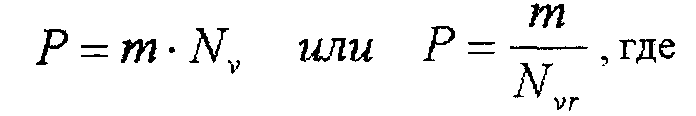 P = m · N_v или P = m / N_vr , где